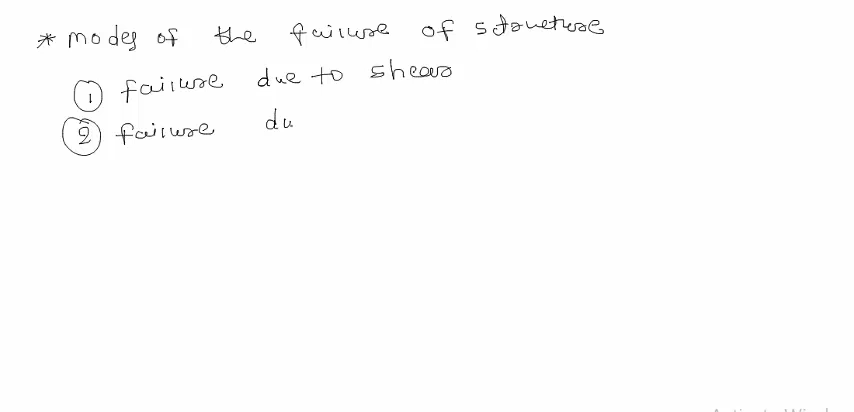 * modes of the failure of structure
① failure due to shear
② failure du